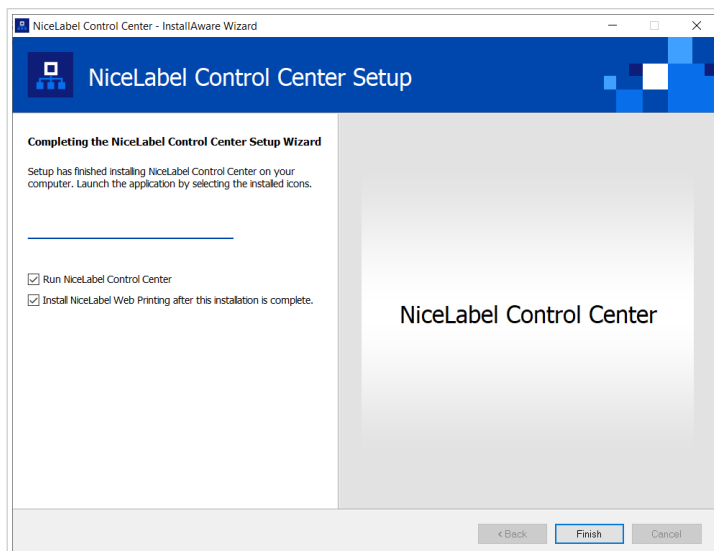 NiceLabel Control Center - InstallAware Wizard
NiceLabel Control Center Setup
Completing the NiceLabel Control Center Setup Wizard
Setup has finished installing NiceLabel Control Center on your
computer. Launch the application by selecting the installed icons.
Run NiceLabel Control Center
Install NiceLabel Web Printing after this installation is complete.
NiceLabel Control Center
< Back
Finish
Cancel